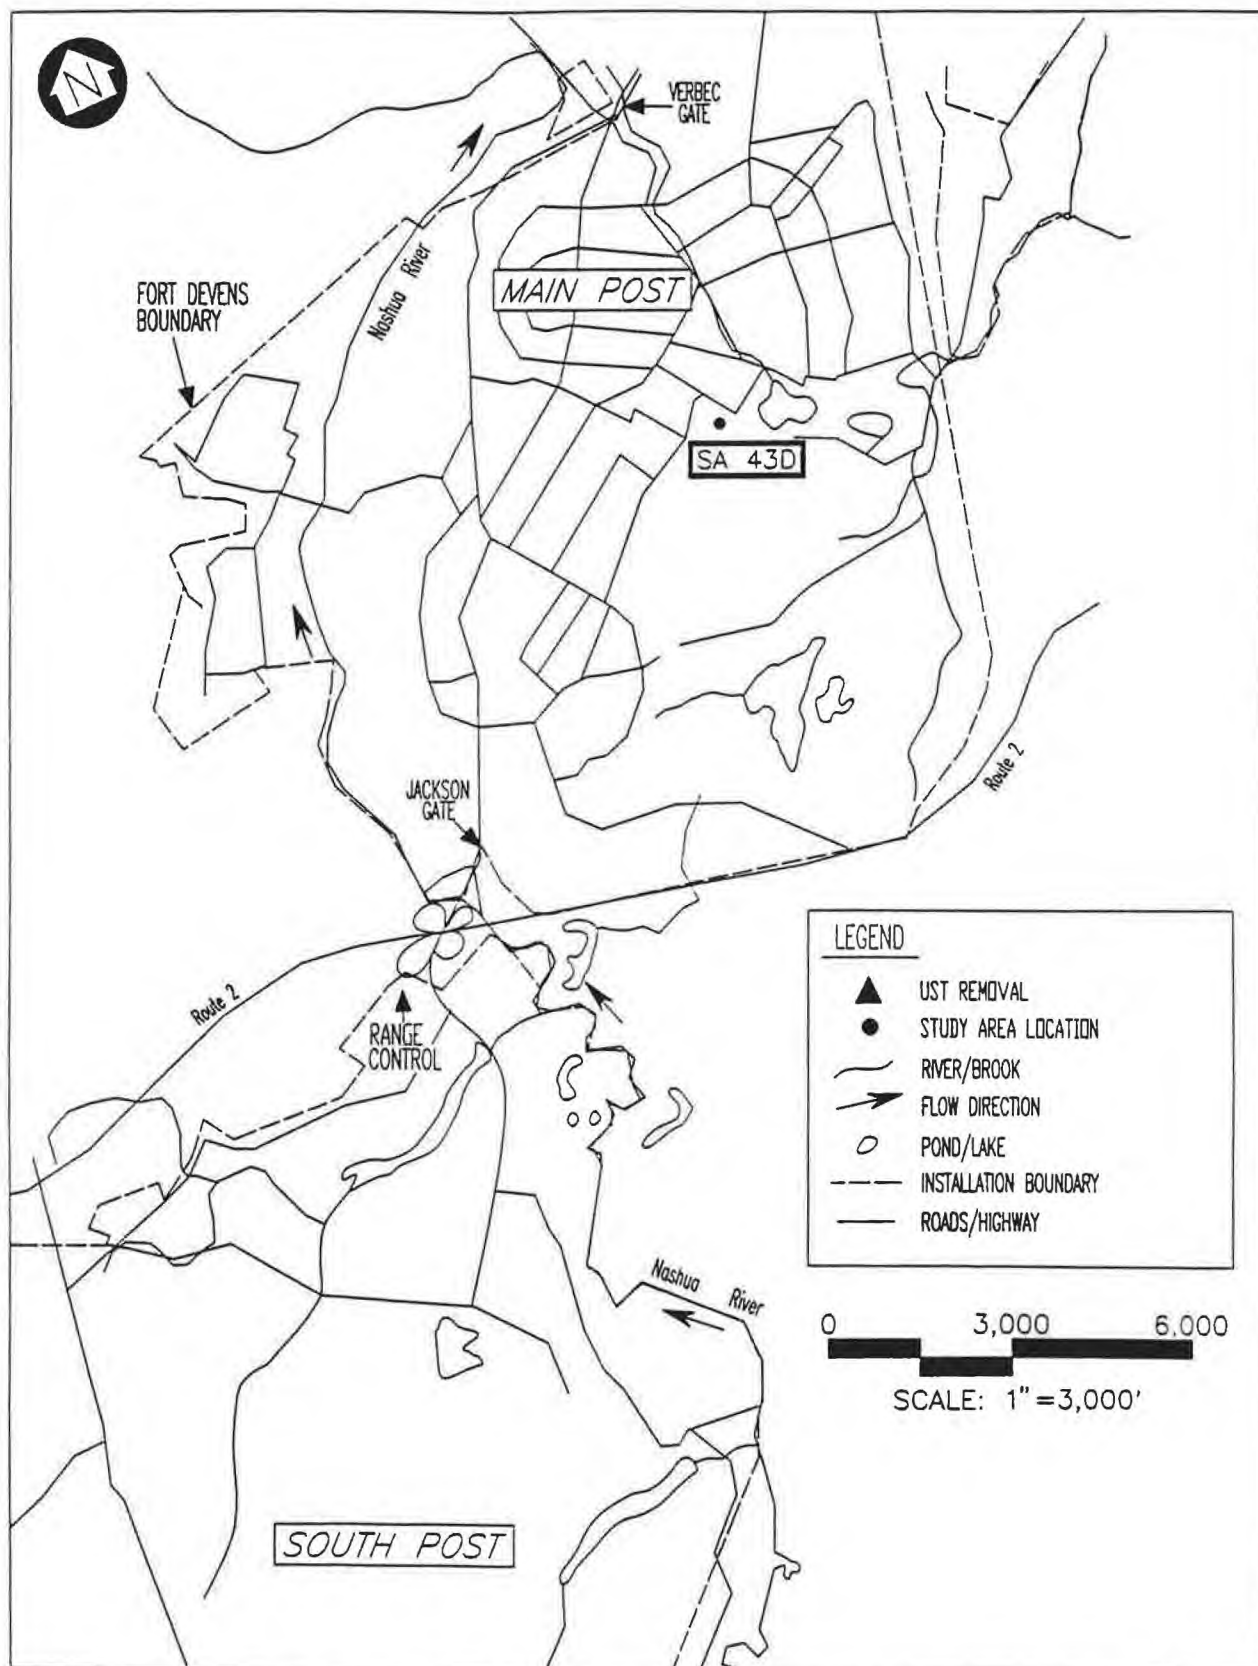 N
VERBEC
GATE
Nashua River
MAIN POST
FORT DEVENS
BOUNDARY
SA 43D
Route 2
JACKSON
GATE
Route 2
RANGE
CONTROL
LEGEND
UST REMOVAL
STUDY AREA LOCATION
RIVER/BROOK
FLOW DIRECTION
POND/LAKE
INSTALLATION BOUNDARY
ROADS/HIGHWAY
Nashua River
0 3,000 6,000
SCALE: 1"=3,000'
SOUTH POST